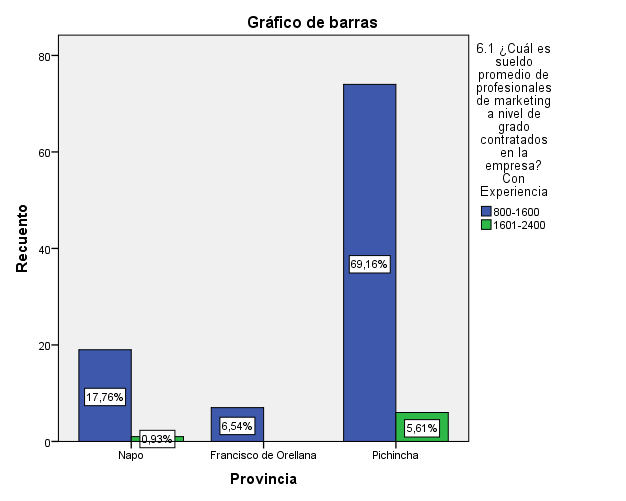 Gráfico de barras
80
60
40
20
0
Recuento
17,76%
0,93%
6,54%
69,16%
5,61%
Napo
Francisco de Orellana
Pichincha
Provincia
6.1 ¿Cuál es
sueldo
promedio de
profesionales
de marketing
a nivel de
grado
contratados
en la
empresa?
Con
Experiencia
800-1600
1601-2400